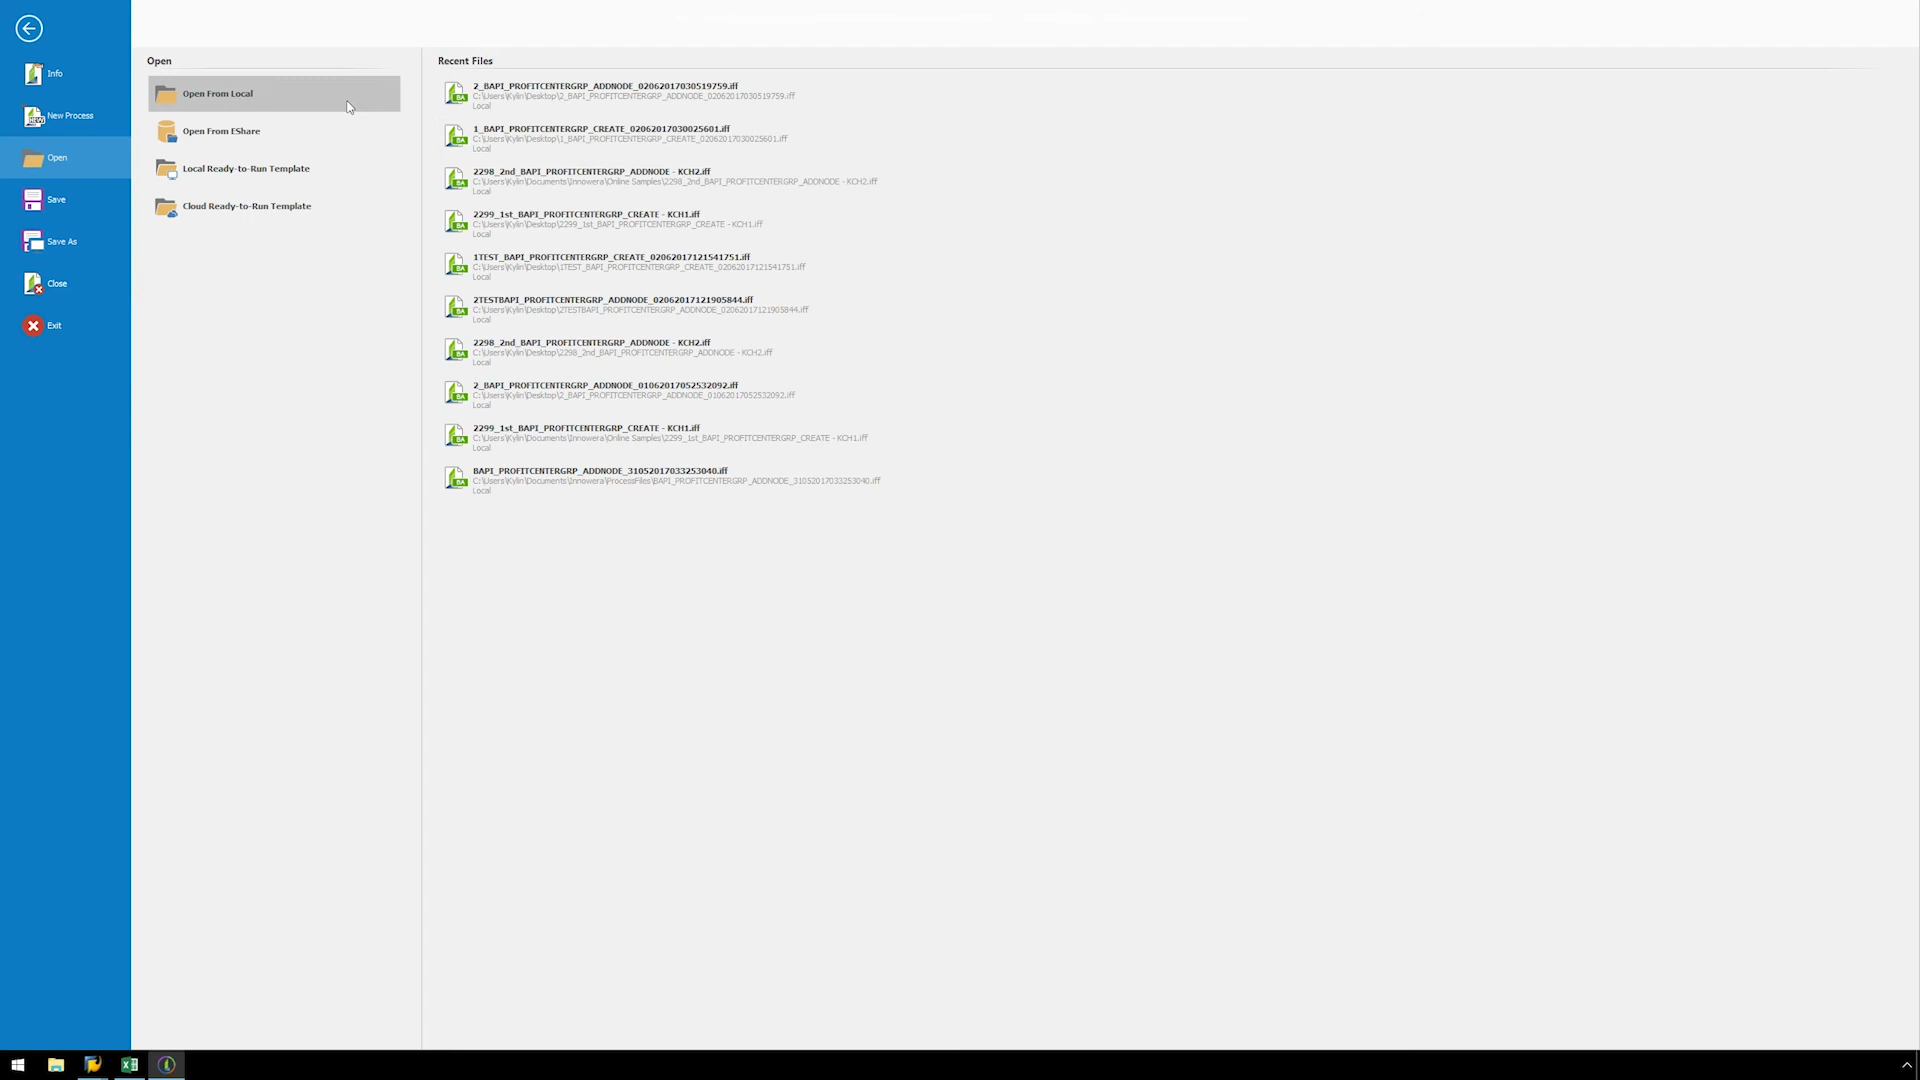 Info
New Process
Open
Save
Save As
Close
Exit
Open
Open From Local
Open From EShare
Local Ready-to-Run Template
Cloud Ready-to-Run Template
Recent Files
2_BAPI_PROFITCENTERGRP_ADDNODE_02062017030519759.iff
C:\Users\Kylin\Desktop\2_BAPI_PROFITCENTERGRP_ADDNODE_02062017030519759.iff
Local
1_BAPI_PROFITCENTERGRP_CREATE_02062017030025601.iff
C:\Users\Kylin\Desktop\1_BAPI_PROFITCENTERGRP_CREATE_02062017030025601.iff
Local
2298_2nd_BAPI_PROFITCENTERGRP_ADDNODE - KCH2.iff
C:\Users\Kylin\Documents\Innowera\Online Samples\2298_2nd_BAPI_PROFITCENTERGRP_ADDNODE - KCH2.iff
Local
2299_1st_BAPI_PROFITCENTERGRP_CREATE - KCH1.iff
C:\Users\Kylin\Desktop\2299_1st_BAPI_PROFITCENTERGRP_CREATE - KCH1.iff
Local
1TEST_BAPI_PROFITCENTERGRP_CREATE_02062017121541751.iff
C:\Users\Kylin\Desktop\1TEST_BAPI_PROFITCENTERGRP_CREATE_02062017121541751.iff
Local
2TESTBAPI_PROFITCENTERGRP_ADDNODE_02062017121905844.iff
C:\Users\Kylin\Desktop\2TESTBAPI_PROFITCENTERGRP_ADDNODE_02062017121905844.iff
Local
2298_2nd_BAPI_PROFITCENTERGRP_ADDNODE - KCH2.iff
C:\Users\Kylin\Desktop\2298_2nd_BAPI_PROFITCENTERGRP_ADDNODE - KCH2.iff
Local
2_BAPI_PROFITCENTERGRP_ADDNODE_01062017052532092.iff
C:\Users\Kylin\Desktop\2_BAPI_PROFITCENTERGRP_ADDNODE_01062017052532092.iff
Local
2299_1st_BAPI_PROFITCENTERGRP_CREATE - KCH1.iff
C:\Users\Kylin\Documents\Innowera\Online Samples\2299_1st_BAPI_PROFITCENTERGRP_CREATE - KCH1.iff
Local
BAPI_PROFITCENTERGRP_ADDNODE_31052017033253040.iff
C:\Users\Kylin\Documents\Innowera\ProcessFiles\BAPI_PROFITCENTERGRP_ADDNODE_31052017033253040.iff
Local